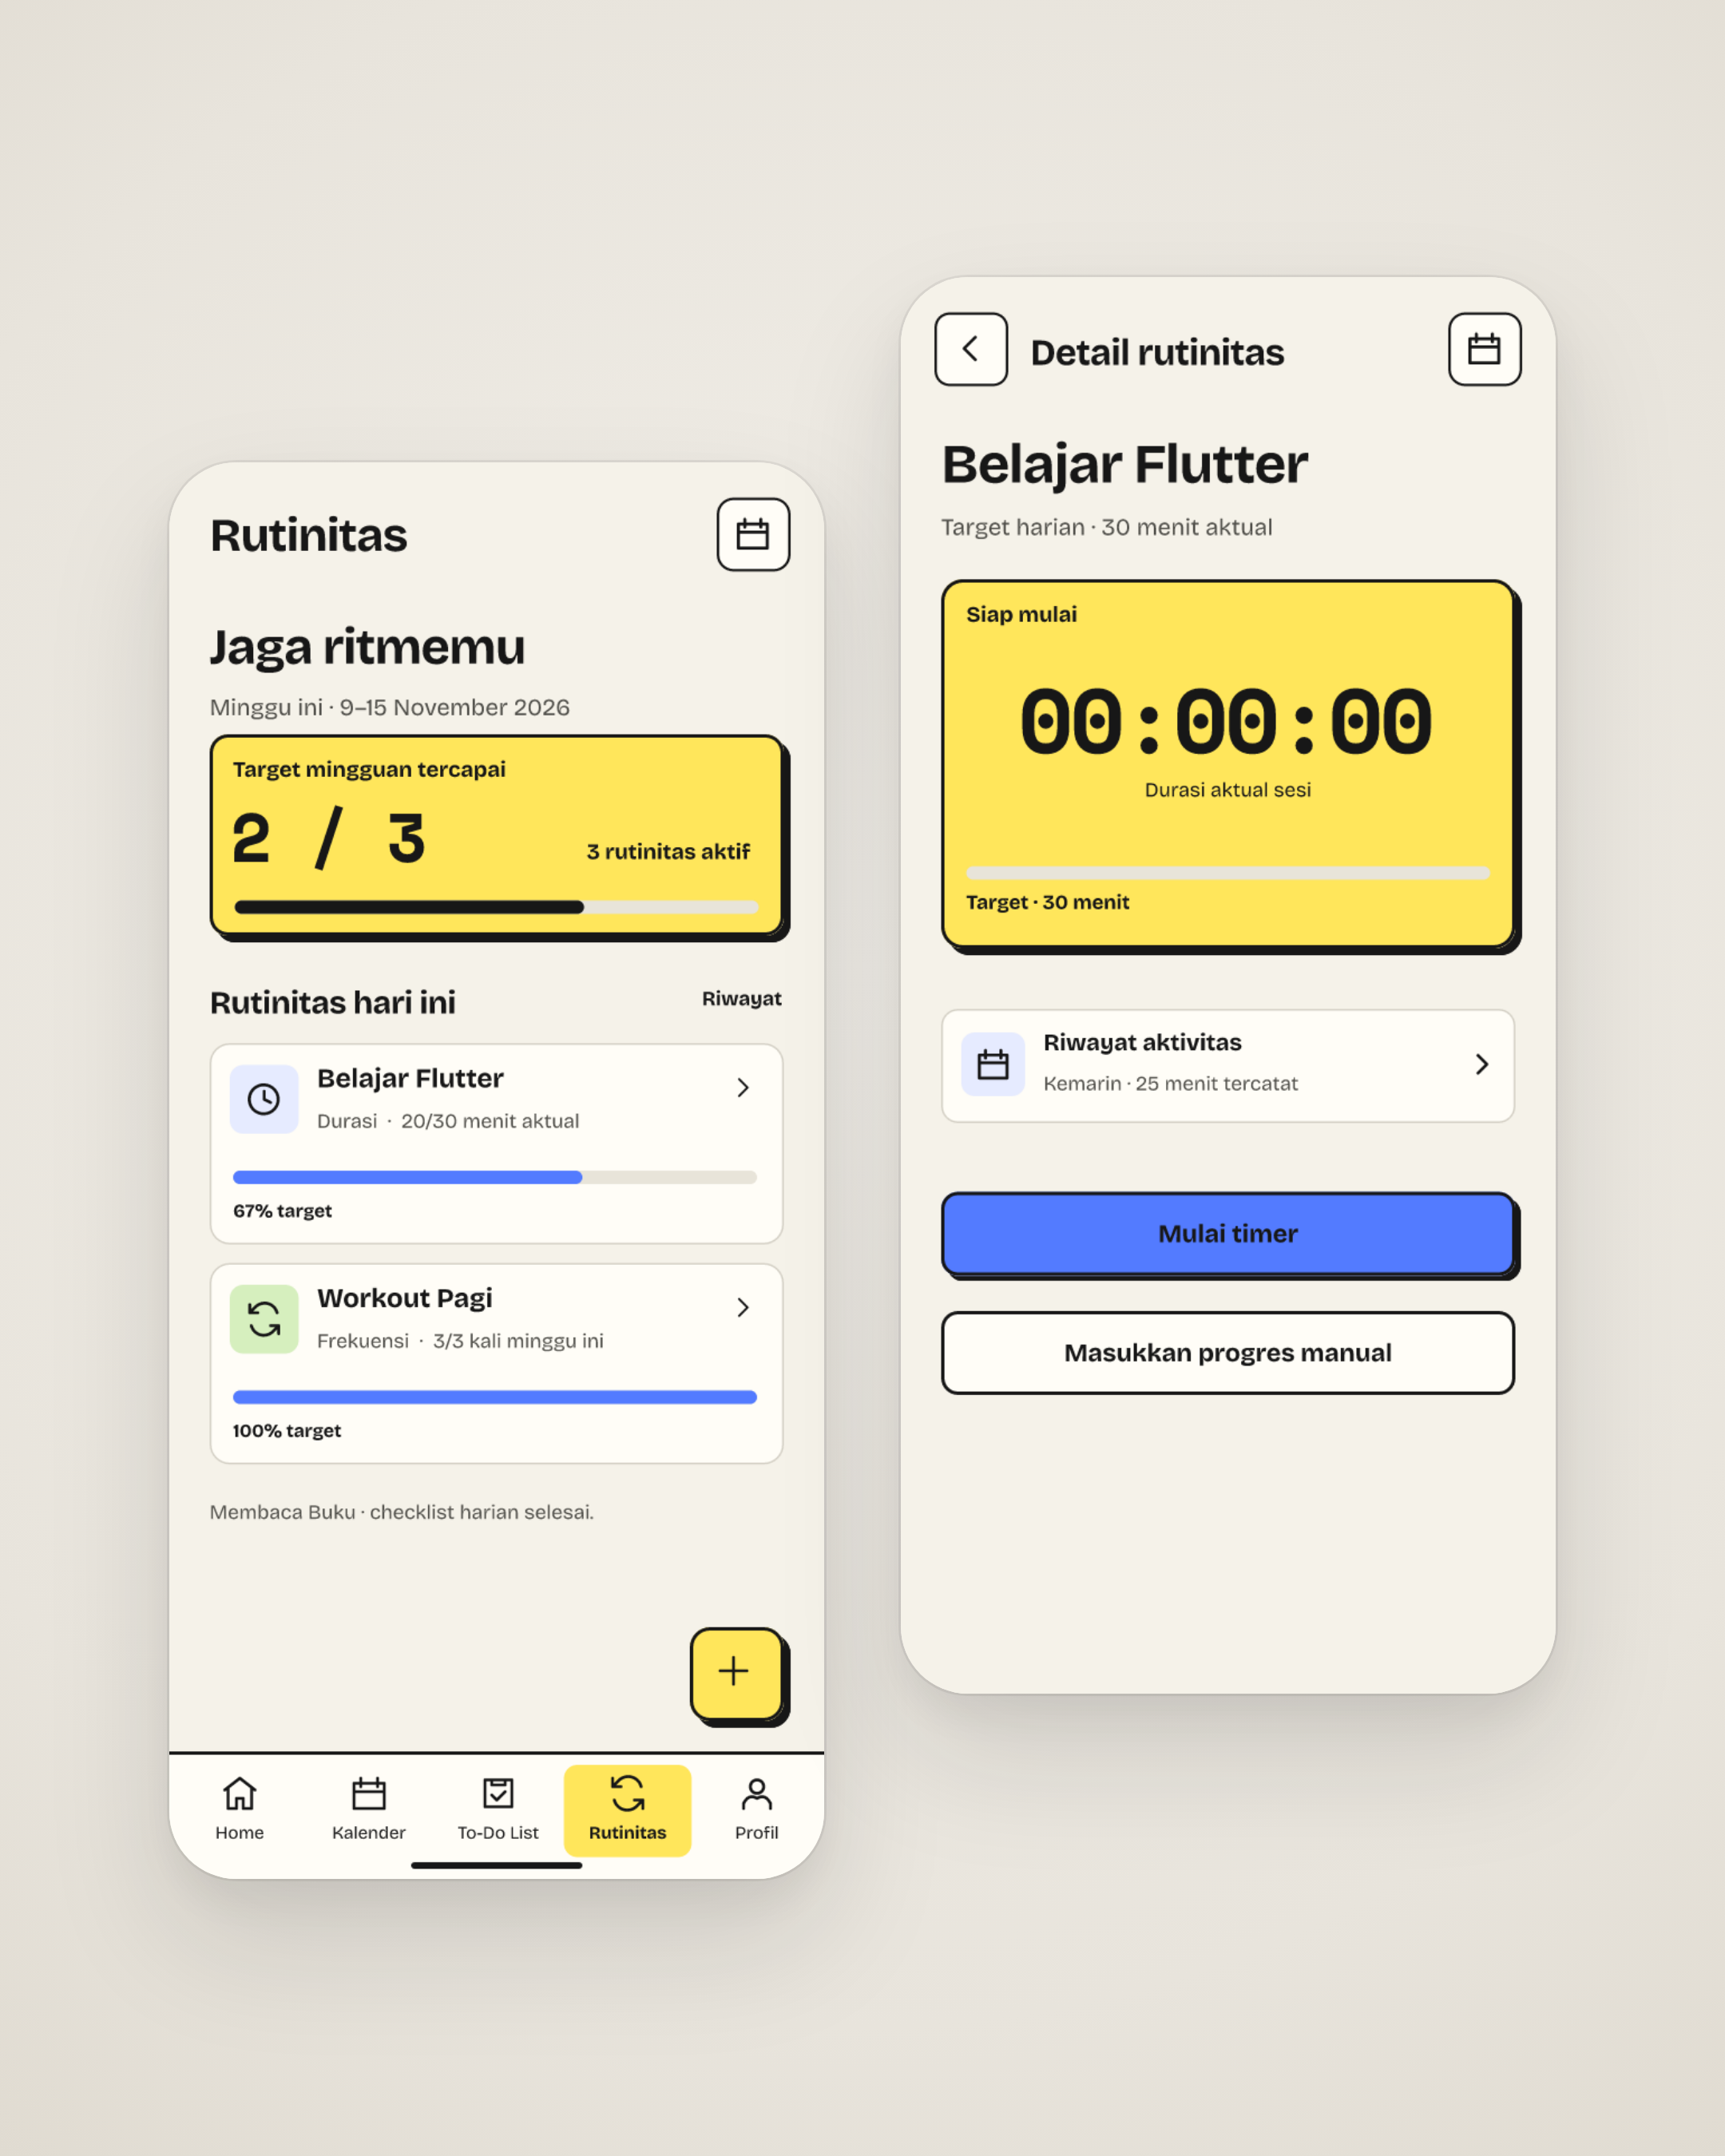 Rutinitas
Jaga ritmemu
Minggu ini · 9–15 November 2026
Target mingguan tercapai
2 / 3
3 rutinitas aktif
Rutinitas hari ini
Riwayat
Belajar Flutter
Durasi · 20/30 menit aktual
67% target
Workout Pagi
Frekuensi · 3/3 kali minggu ini
100% target
Membaca Buku · checklist harian selesai.
Home
Kalender
To-Do List
Rutinitas
Profil
Detail rutinitas
Belajar Flutter
Target harian · 30 menit aktual
Siap mulai
00:00:00
Durasi aktual sesi
Target · 30 menit
Riwayat aktivitas
Kemarin · 25 menit tercatat
Mulai timer
Masukkan progres manual